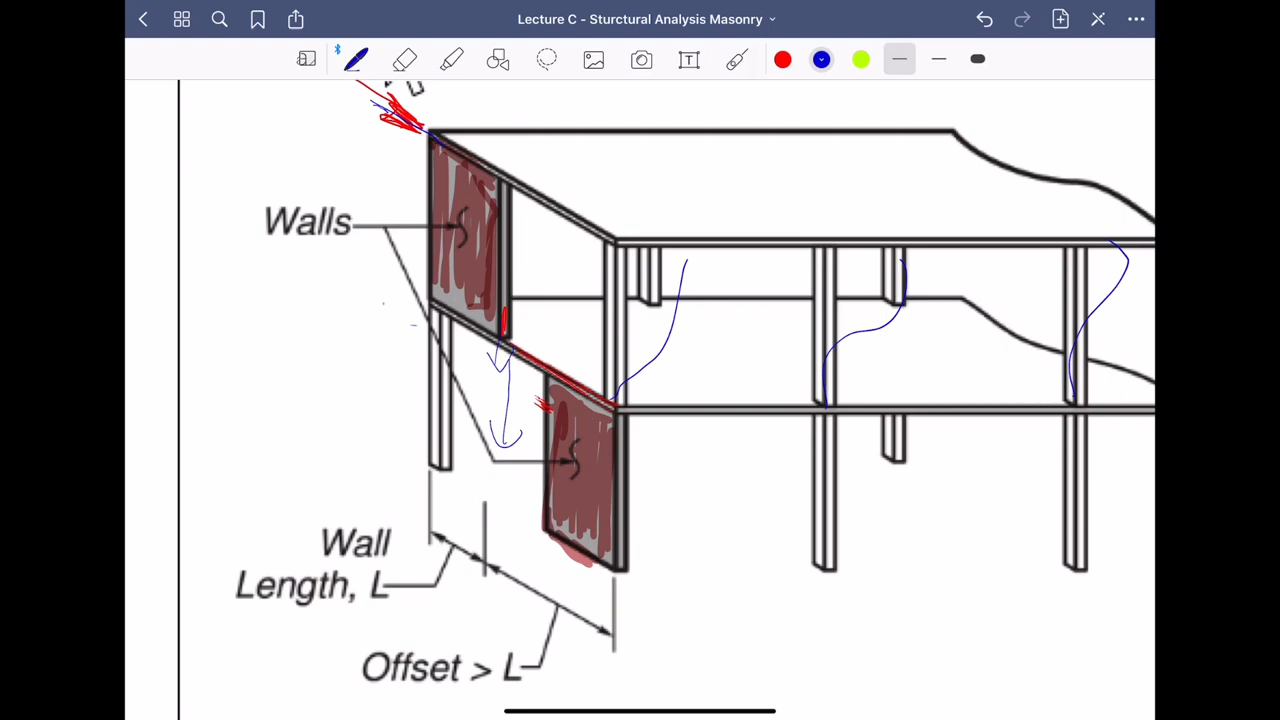 Lecture C - Sturctural Analysis Masonry
T
Walls
Wall
Length, L
Offset > L